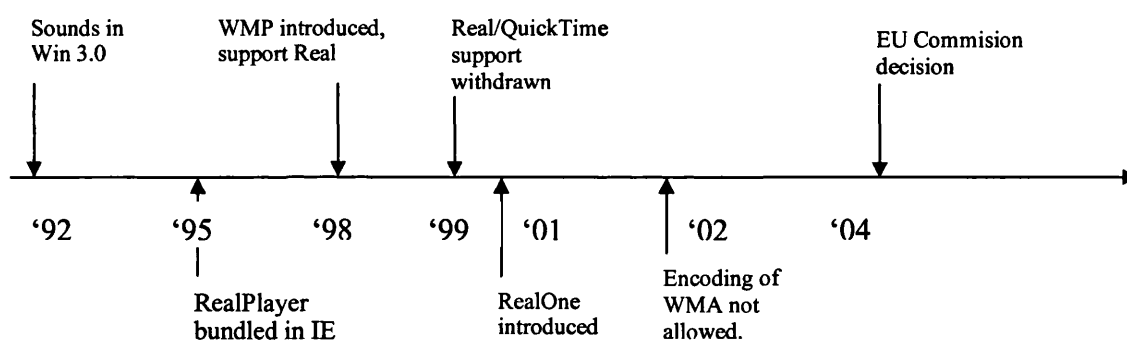 Sounds in
Win 3.0
WMP introduced,
support Real
Real/QuickTime
support
withdrawn
EU Commision
decision
‘92
‘95
‘98
‘99
‘01
‘02
‘04
RealPlayer
bundled in IE
RealOne
introduced
Encoding of
WMA not
allowed.